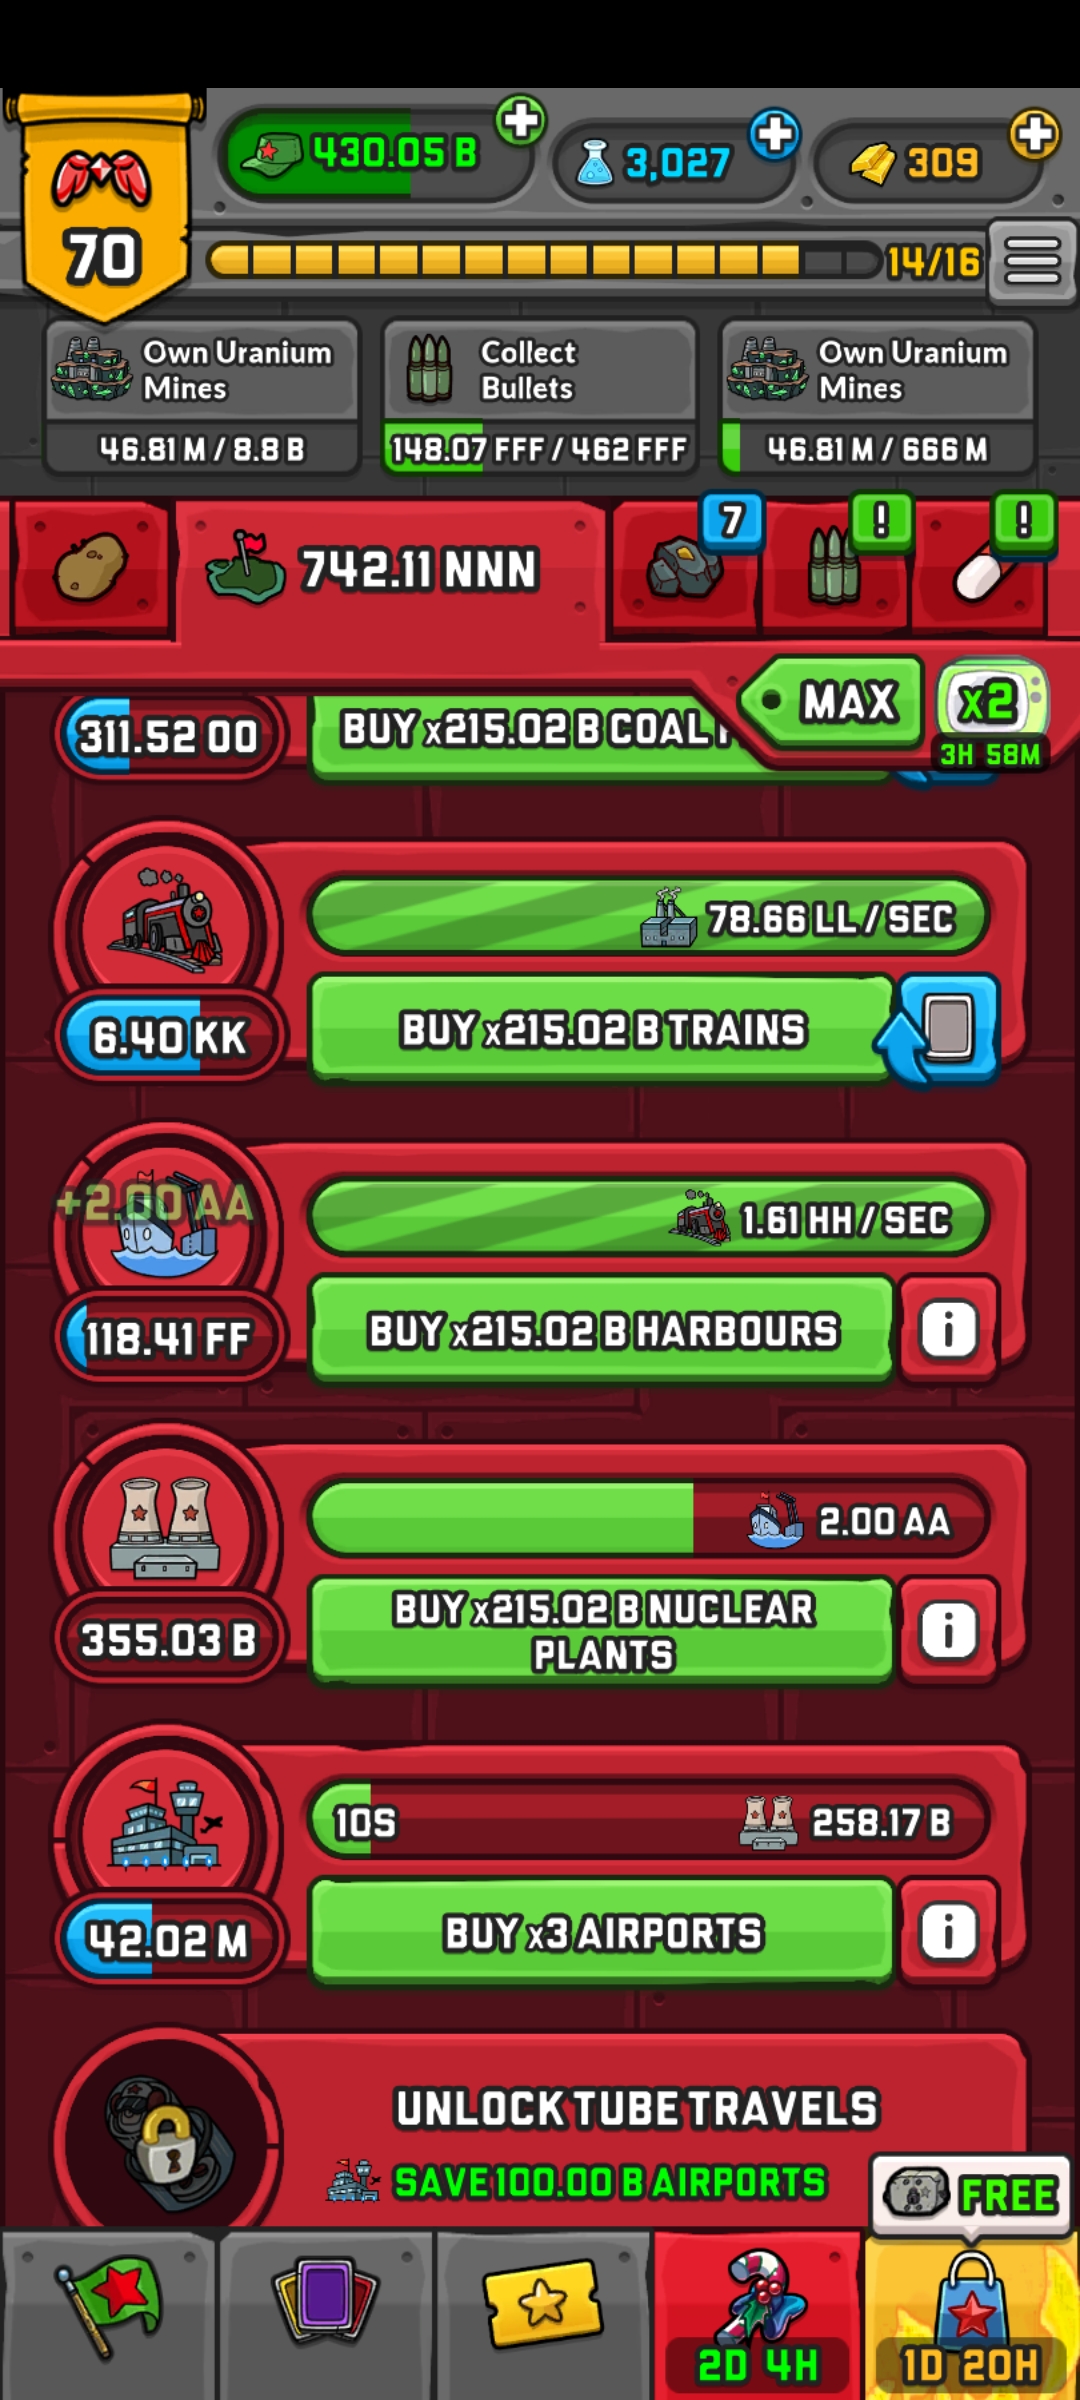 430.05 B
3,027
309
70
14/16
Own Uranium
Mines
46.81 M / 8.8 B
Collect
Bullets
148.07 FFF / 462 FFF
Own Uranium
Mines
46.81 M / 666 M
742.11 NNN
7
!
!
MAX
x2
3H 58M
311.52 OO
BUY x215.02 B COAL
78.66 LL / SEC
6.40 KK
BUY x215.02 B TRAINS
+2.00 AA
1.61 HH / SEC
118.41 FF
BUY x215.02 B HARBOURS
i
2.00 AA
355.03 B
BUY x215.02 B NUCLEAR
PLANTS
i
10S
258.17 B
42.02 M
BUY x3 AIRPORTS
i
UNLOCK TUBE TRAVELS
SAVE 100.00 B AIRPORTS
FREE
2D 4H
1D 20H